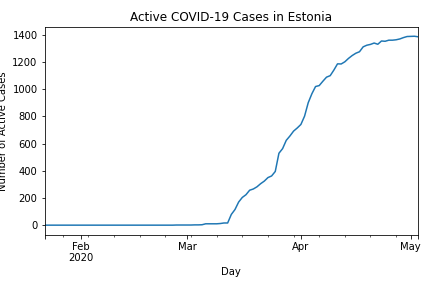 Active COVID-19 Cases in Estonia
Number of Active Cases
1400
1200
1000
800
600
400
200
0
Feb
2020
Mar
Apr
May
Day